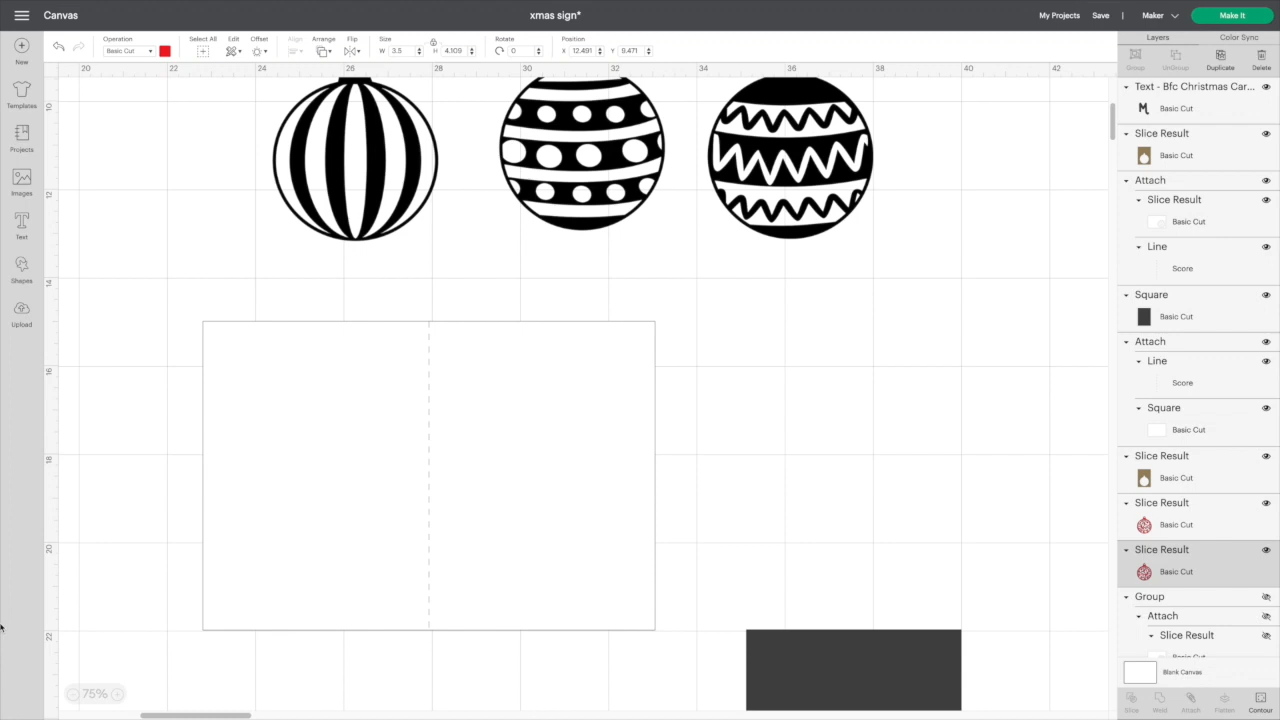 Canvas
xmas sign*
My Projects
Save
Maker
Make It
Operation
Basic Cut
Select All
Edit
Offset
Align
Arrange
Flip
Size
W 3.5
H 4.109
Rotate
0
Position
X 12.491
Y 9.471
Layers
Color Sync
Group
UnGroup
Duplicate
Delete
New
Templates
Projects
Images
Text
Shapes
Upload
20
22
24
26
28
30
32
34
36
38
40
42
10
12
14
16
18
20
22
75%
Text - Bfc Christmas Car...
Basic Cut
Slice Result
Basic Cut
Attach
Slice Result
Basic Cut
Line
Score
Square
Basic Cut
Attach
Line
Score
Square
Basic Cut
Slice Result
Basic Cut
Slice Result
Basic Cut
Slice Result
Basic Cut
Group
Attach
Slice Result
Basic Cut
Blank Canvas
Slice
Weld
Attach
Flatten
Contour